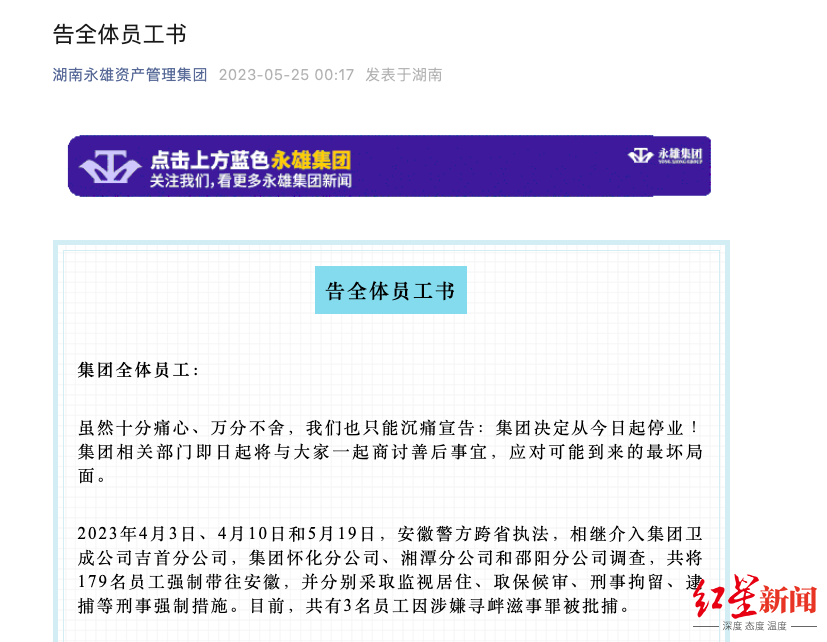 告全体员工书
湖南永雄资产管理集团 2023-05-25 00:17 发表于湖南
点击上方蓝色永雄集团
关注我们,看更多永雄集团新闻
永雄集团
YONG XIONG GROUP
告全体员工书
集团全体员工：
虽然十分痛心、万分不舍，我们也只能沉痛宣告：集团决定从今日起停业！
集团相关部门即日起将与大家一起商讨善后事宜，应对可能到来的最坏局
面。
2023年4月3日、4月10日和5月19日，安徽警方跨省执法，相继介入集团卫
成公司吉首分公司，集团怀化分公司、湘潭分公司和邵阳分公司调查，共将
179名员工强制带往安徽，并分别采取监视居住、取保候审、刑事拘留、逮
捕等刑事强制措施。目前，共有3名员工因涉嫌寻衅滋事罪被批捕。
红星新闻
深度 态度 温度